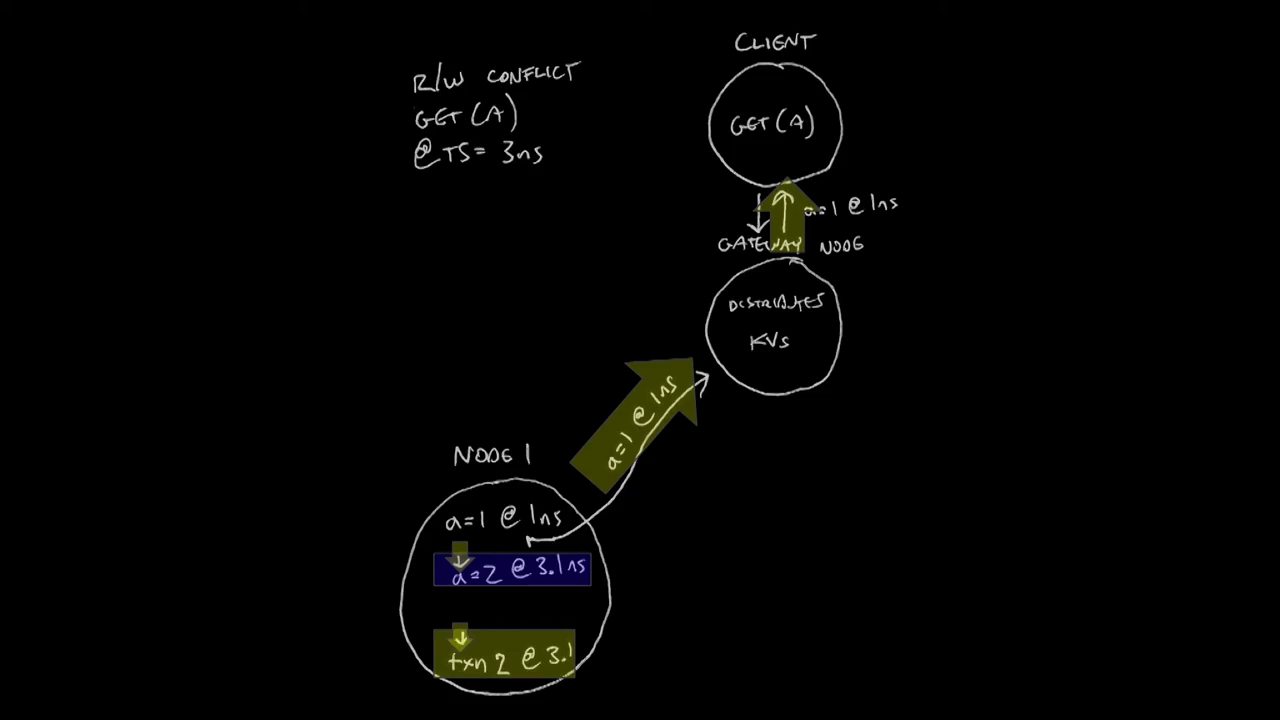 R/W CONFLICT
GET(A)
@TS= 3ns
CLIENT
GET(A)
a=1 @ 1ns
GATEWAY NODE
DISTRIBUTES
KVs
a=1 @ 1ns
NODE 1
a=1 @ 1ns
a=2 @ 3.1ns
txn 2 @ 3.1